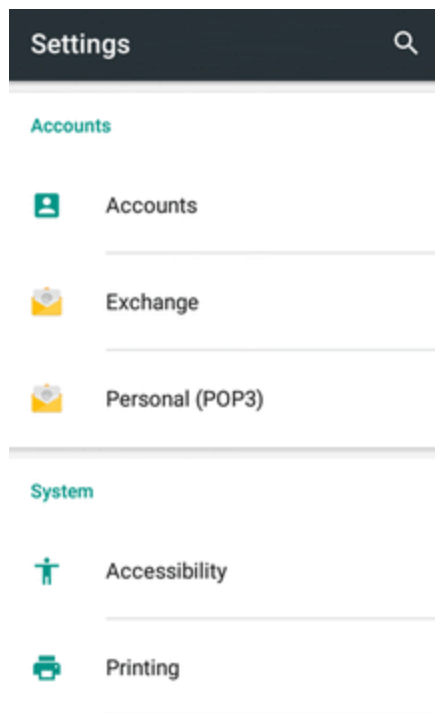 Settings
Accounts
Accounts
Exchange
Personal (POP3)
System
Accessibility
Printing